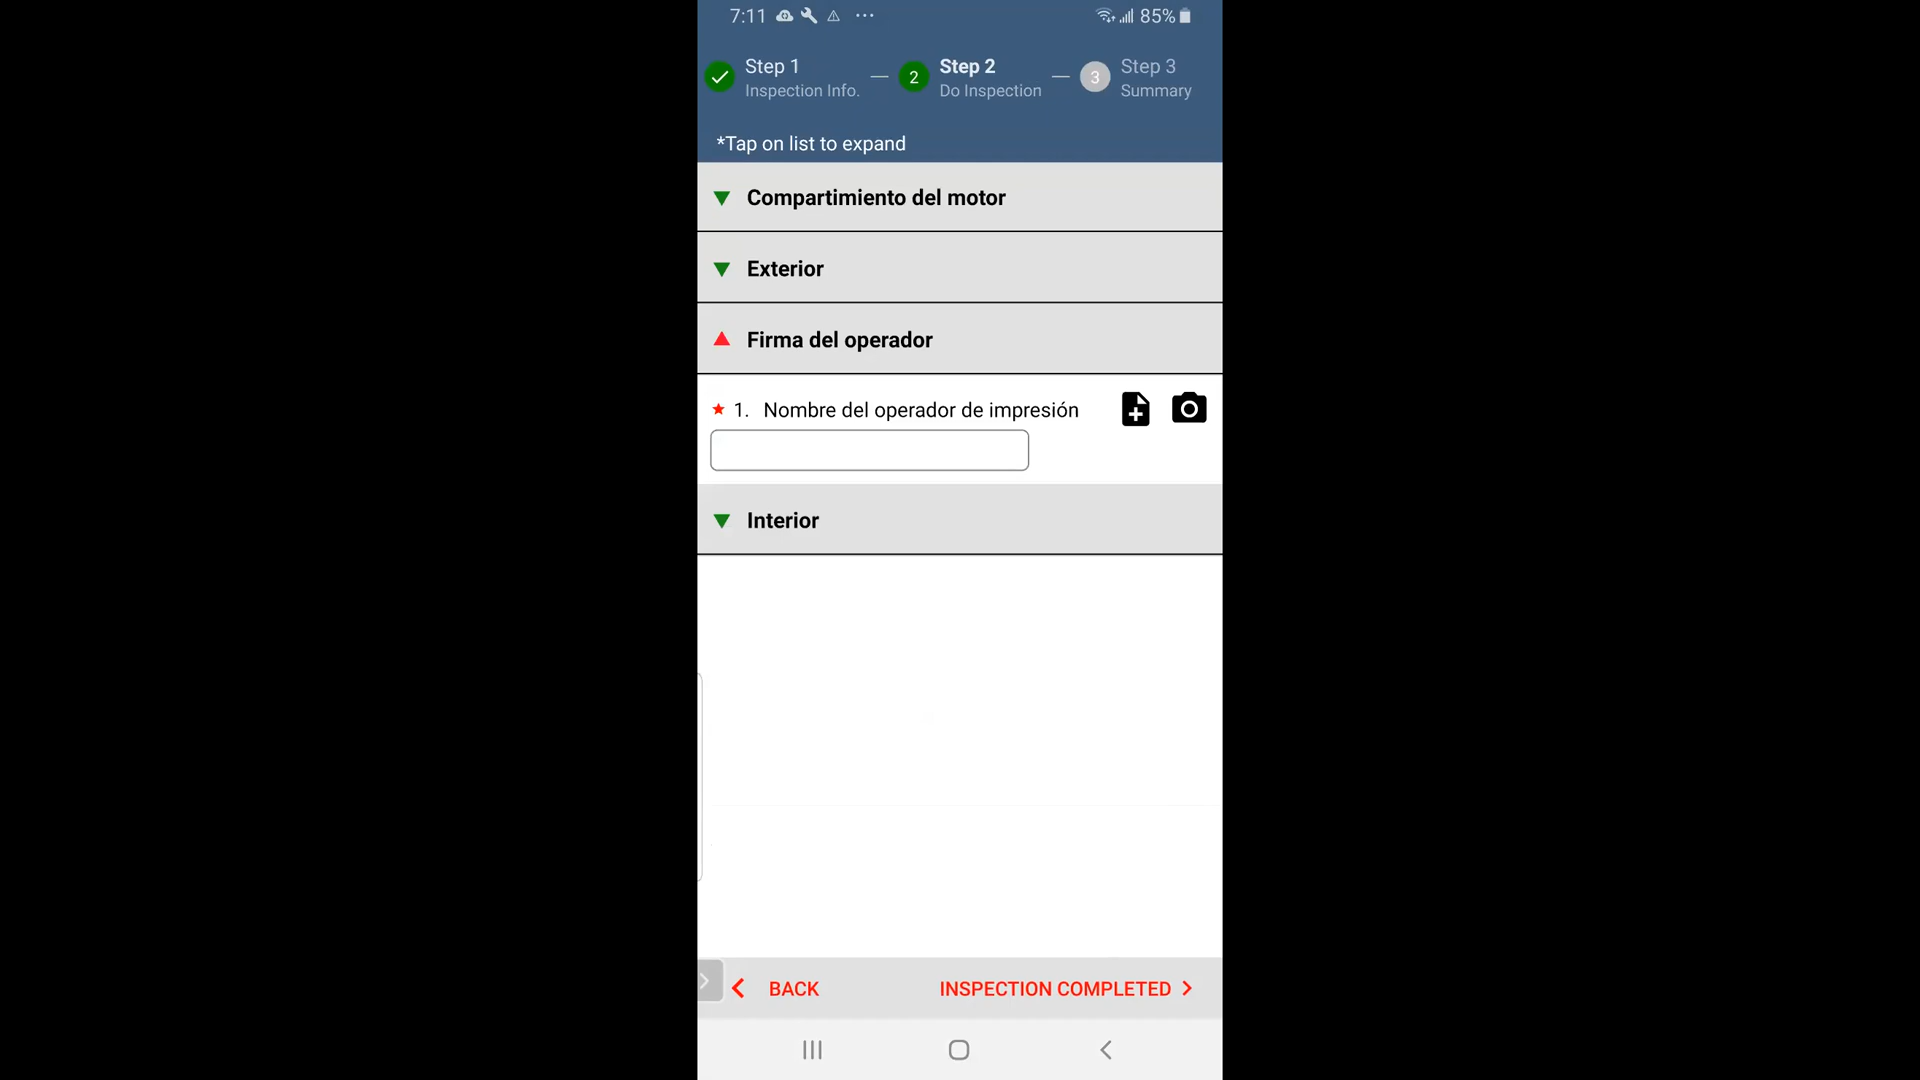 7:11 85%
Step 1
Inspection Info.
2
Step 2
Do Inspection
3
Step 3
Summary
*Tap on list to expand
Compartimiento del motor
Exterior
Firma del operador
1. Nombre del operador de impresión
Interior
BACK
INSPECTION COMPLETED